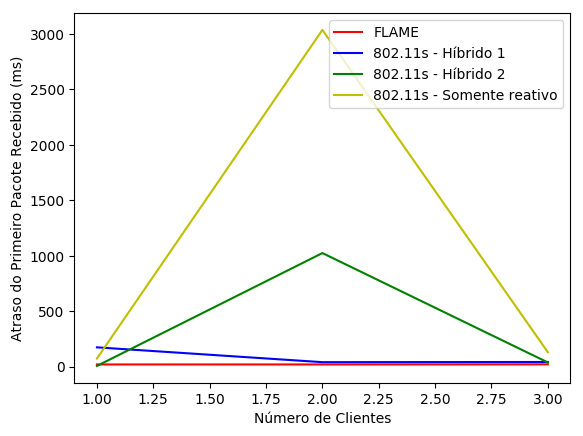 FLAME
802.11s - Híbrido 1
802.11s - Híbrido 2
802.11s - Somente reativo
Atraso do Primeiro Pacote Recebido (ms)
3000
2500
2000
1500
1000
500
0
1.00 1.25 1.50 1.75 2.00 2.25 2.50 2.75 3.00
Número de Clientes